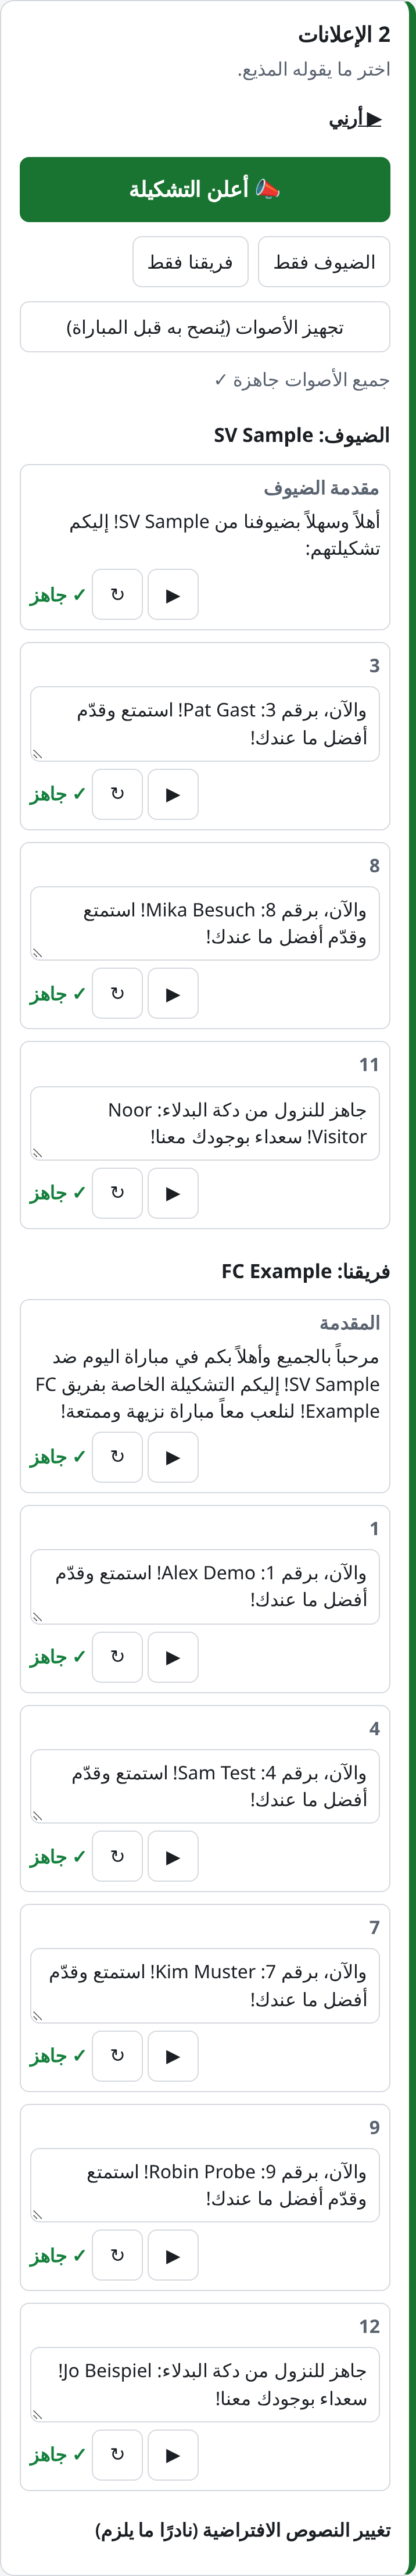 2 الإعلانات
اختر ما يقوله المذيع.
▶ أرني
📣 أعلن التشكيلة
الضيوف فقط
فريقنا فقط
تجهيز الأصوات (يُنصح به قبل المباراة)
جميع الأصوات جاهزة ✓
الضيوف: SV Sample
مقدمة الضيوف
أهلاً وسهلاً بضيوفنا من SV Sample! إليكم
تشكيلتهم:
▶ ↻ ✓ جاهز
3
والآن، برقم 3: Pat Gast! استمتع وقدّم
أفضل ما عندك!
▶ ↻ ✓ جاهز
8
والآن، برقم 8: Mika Besuch! استمتع
وقدّم أفضل ما عندك!
▶ ↻ ✓ جاهز
11
جاهز للنزول من دكة البدلاء: Noor
Visitor! سعداء بوجودك معنا!
▶ ↻ ✓ جاهز
فريقنا: FC Example
المقدمة
مرحباً بالجميع وأهلاً بكم في مباراة اليوم ضد
SV Sample! إليكم التشكيلة الخاصة بفريق FC
Example! لنلعب معاً مباراة نزيهة وممتعة!
▶ ↻ ✓ جاهز
1
والآن، برقم 1: Alex Demo! استمتع وقدّم
أفضل ما عندك!
▶ ↻ ✓ جاهز
4
والآن، برقم 4: Sam Test! استمتع وقدّم
أفضل ما عندك!
▶ ↻ ✓ جاهز
7
والآن، برقم 7: Kim Muster! استمتع وقدّم
أفضل ما عندك!
▶ ↻ ✓ جاهز
9
والآن، برقم 9: Robin Probe! استمتع
وقدّم أفضل ما عندك!
▶ ↻ ✓ جاهز
12
جاهز للنزول من دكة البدلاء: Jo Beispiel!
سعداء بوجودك معنا!
▶ ↻ ✓ جاهز
تغيير النصوص الافتراضية (نادرًا ما يلزم)